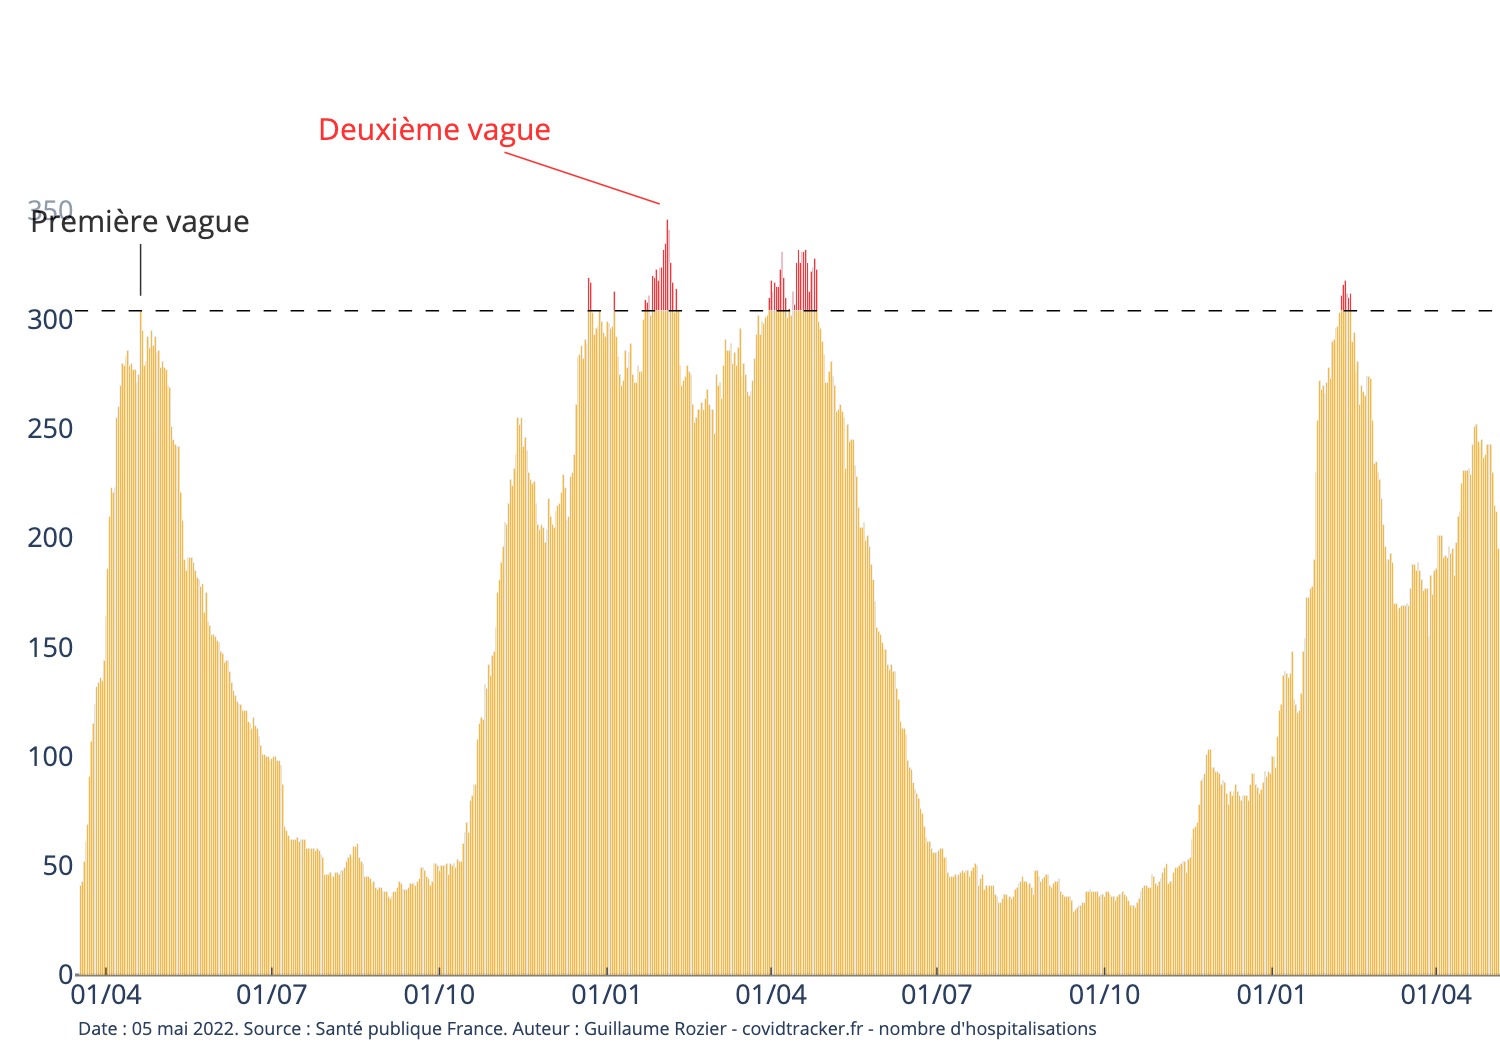 Deuxième vague
350
Première vague
300
250
200
150
100
50
0
01/04 01/07 01/10 01/01 01/04 01/07 01/10 01/01 01/04
Date : 05 mai 2022. Source : Santé publique France. Auteur : Guillaume Rozier - covidtracker.fr - nombre d'hospitalisations